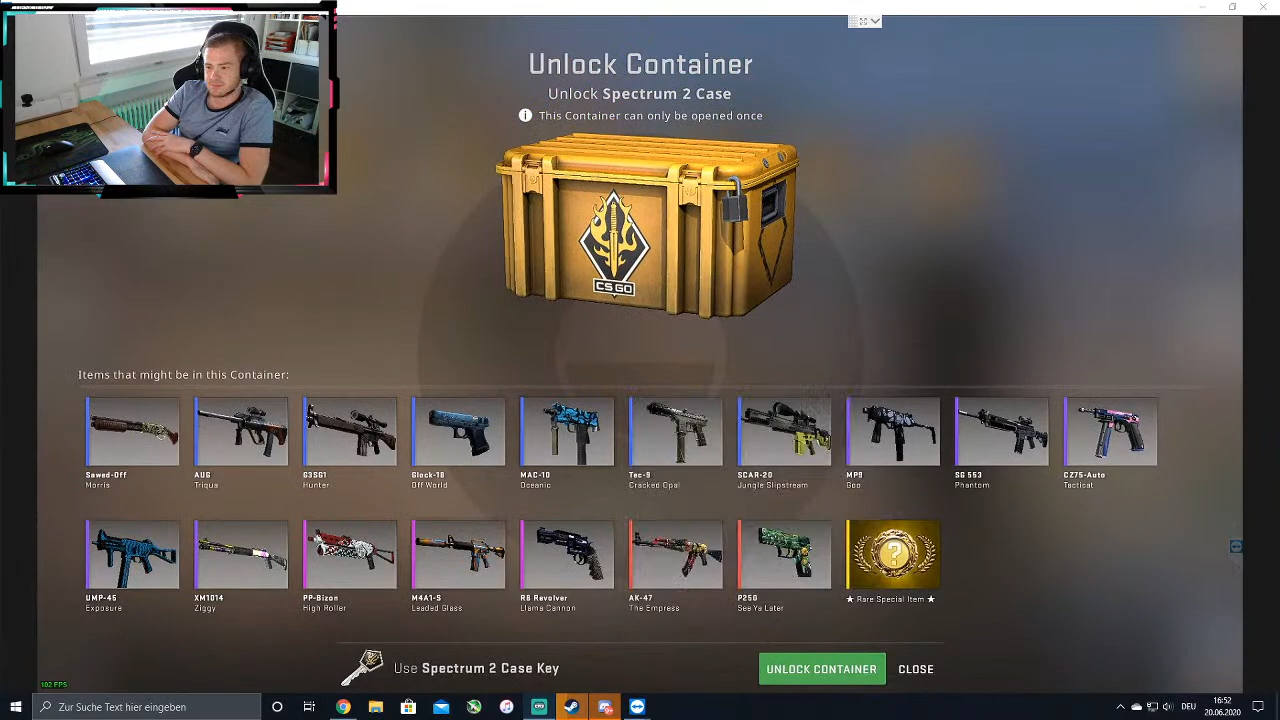 Unlock Container
Unlock Spectrum 2 Case
This Container can only be opened once
CS GO
Items that might be in this Container:
Sawed-Off
Morris
AUG
Triqua
G3SG1
Hunter
Glock-18
Off World
MAC-10
Oceanic
Tec-9
Cracked Opal
SCAR-20
Jungle Slipstream
MP9
Goo
SG 553
Phantom
CZ75-Auto
Tacticat
UMP-45
Exposure
XM1014
Ziggy
PP-Bizon
High Roller
M4A1-S
Leaded Glass
R8 Revolver
Llama Cannon
AK-47
The Empress
P250
See Ya Later
?
★ Rare Special Item ★
Use Spectrum 2 Case Key
UNLOCK CONTAINER
CLOSE
102 FPS
Zur Suche Text hier eingeben
DEU
16:52
20.06.2020